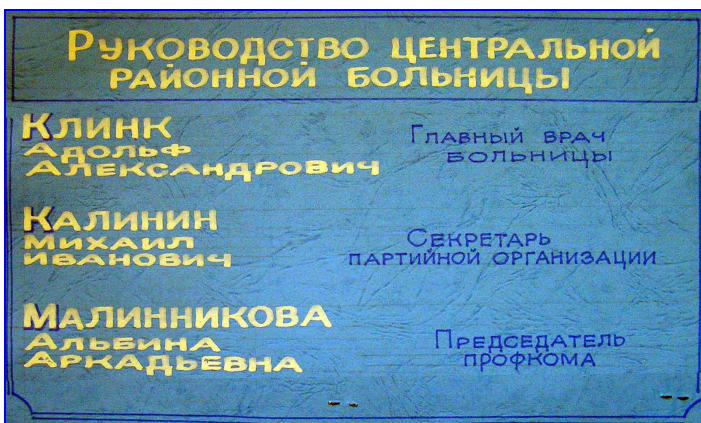 Руководство центральной
районной больницы
Клинк
Адольф
Александрович
Главный врач
больницы
Калинин
Михаил
Иванович
Секретарь
партийной организации
Малинникова
Альбина
Аркадьевна
Председатель
профкома